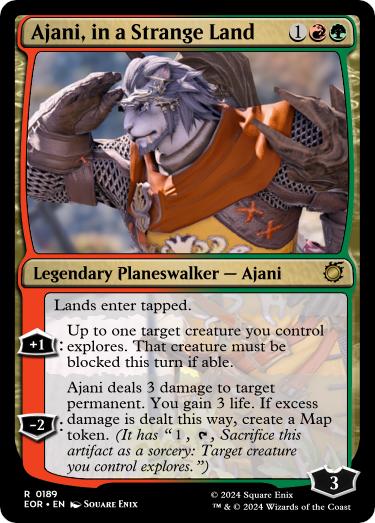 Ajani, in a Strange Land 1
Legendary Planeswalker — Ajani
Lands enter tapped.
+1: Up to one target creature you control
explores. That creature must be
blocked this turn if able.
Ajani deals 3 damage to target
permanent. You gain 3 life. If excess
-2: damage is dealt this way, create a Map
token. (It has “1, , Sacrifice this
artifact as a sorcery: Target creature
you control explores.”)
3
R 0189
EOR • EN SQUARE ENIX
© 2024 Square Enix
™ & © 2024 Wizards of the Coast